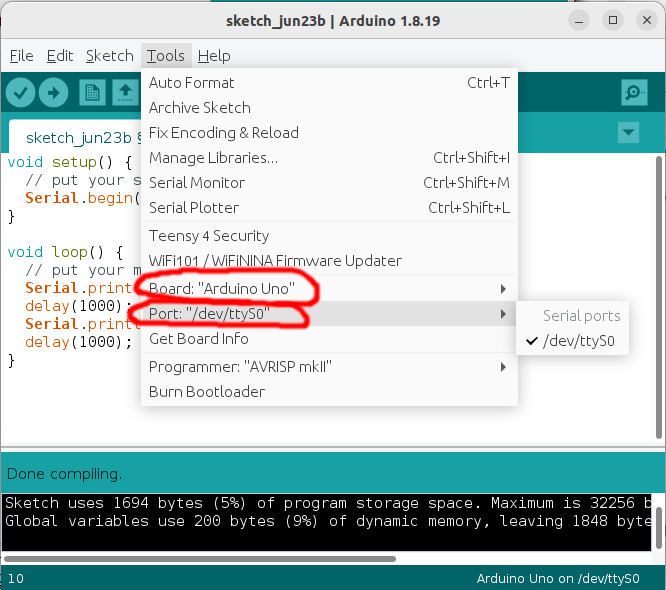 sketch_jun23b | Arduino 1.8.19
File Edit Sketch Tools Help
Auto Format Ctrl+T
Archive Sketch
Fix Encoding & Reload
Manage Libraries... Ctrl+Shift+I
Serial Monitor Ctrl+Shift+M
Serial Plotter Ctrl+Shift+L
Teensy 4 Security
WiFi101 / WiFiNINA Firmware Updater
Board: "Arduino Uno"
Port: "/dev/ttyS0"
Get Board Info
Programmer: "AVRISP mkII"
Burn Bootloader
Serial ports
/dev/ttyS0
sketch_jun23b
void setup() {
// put your s
Serial.begin(
}
void loop() {
// put your m
Serial.print
delay(1000);
Serial.print
delay(1000);
}
Done compiling.
Sketch uses 1694 bytes (5%) of program storage space. Maximum is 32256 b
Global variables use 200 bytes (9%) of dynamic memory, leaving 1848 byte
10 Arduino Uno on /dev/ttyS0